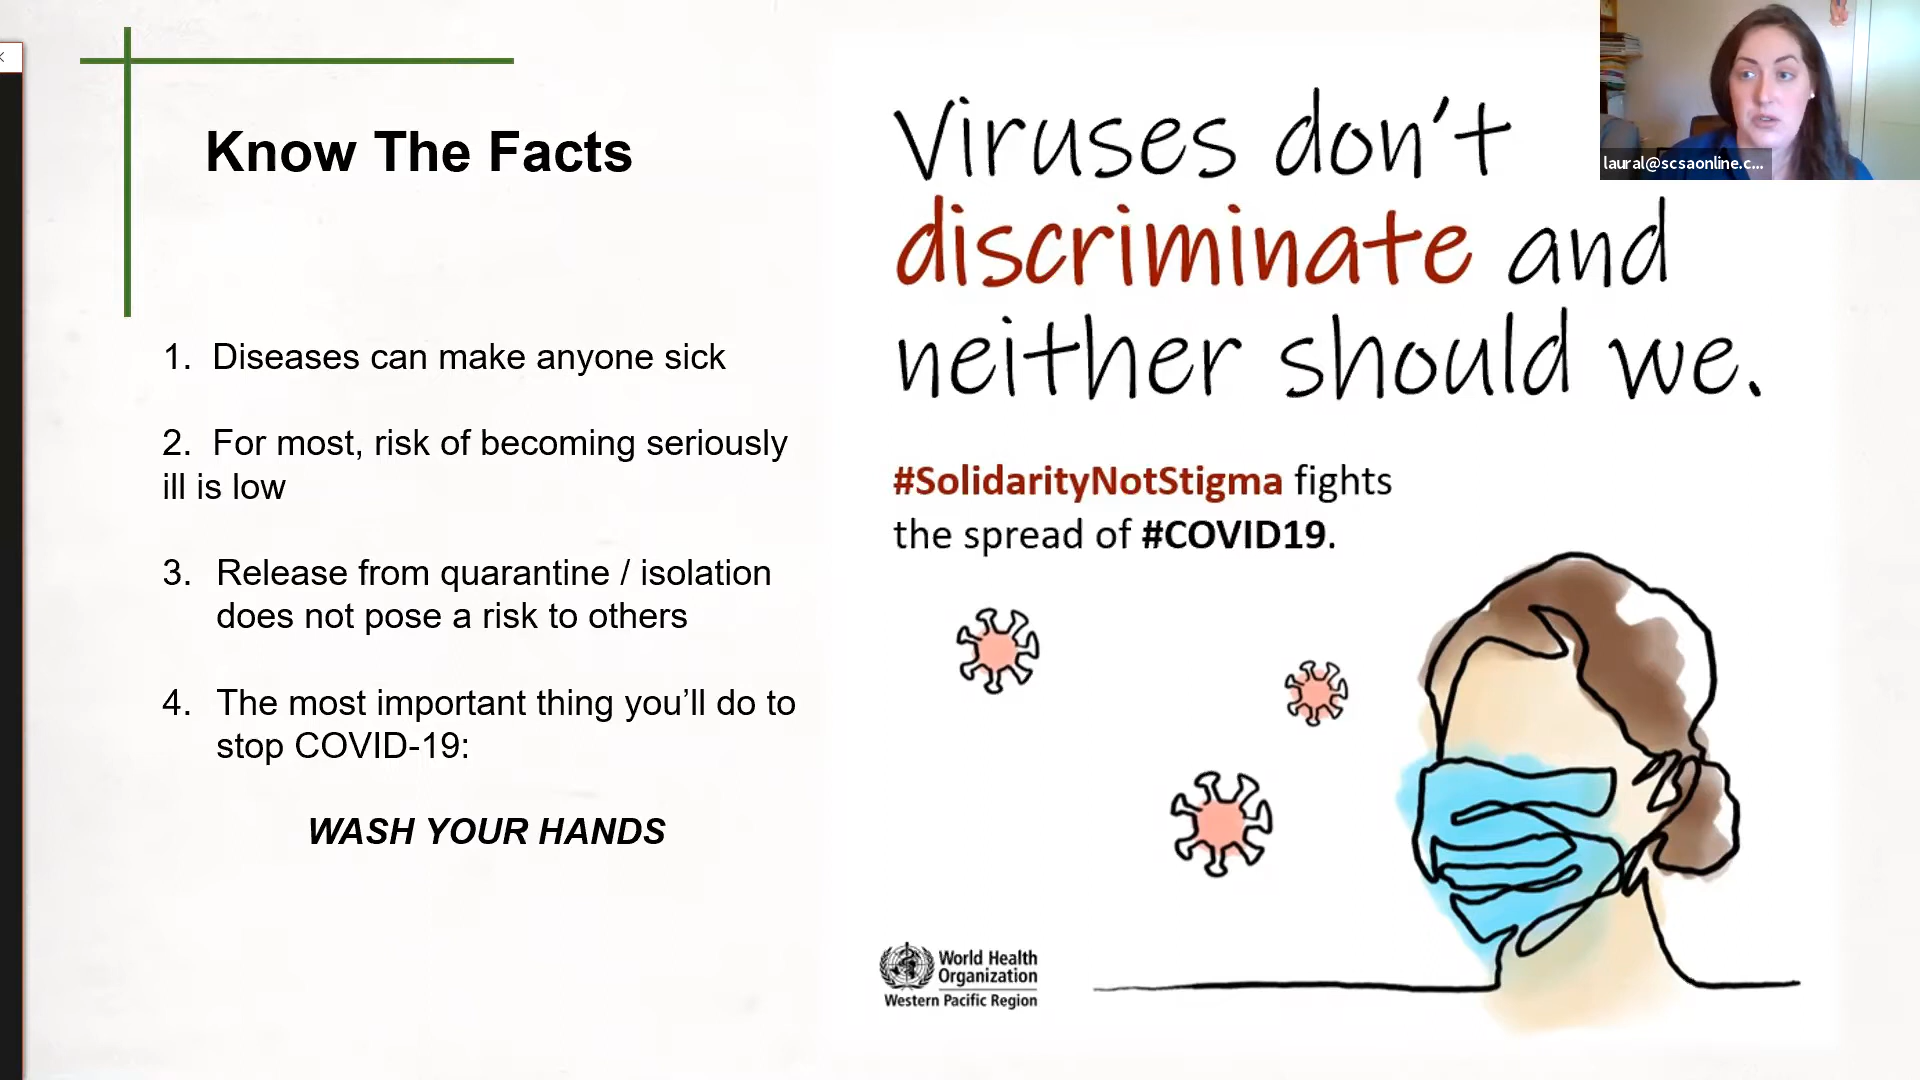 Know The Facts
1. Diseases can make anyone sick
2. For most, risk of becoming seriously
ill is low
3. Release from quarantine / isolation
does not pose a risk to others
4. The most important thing you’ll do to
stop COVID-19:
WASH YOUR HANDS
Viruses don’t
discriminate and
neither should we.
#SolidarityNotStigma fights
the spread of #COVID19.
World Health
Organization
Western Pacific Region
laural@scsaonline.c...